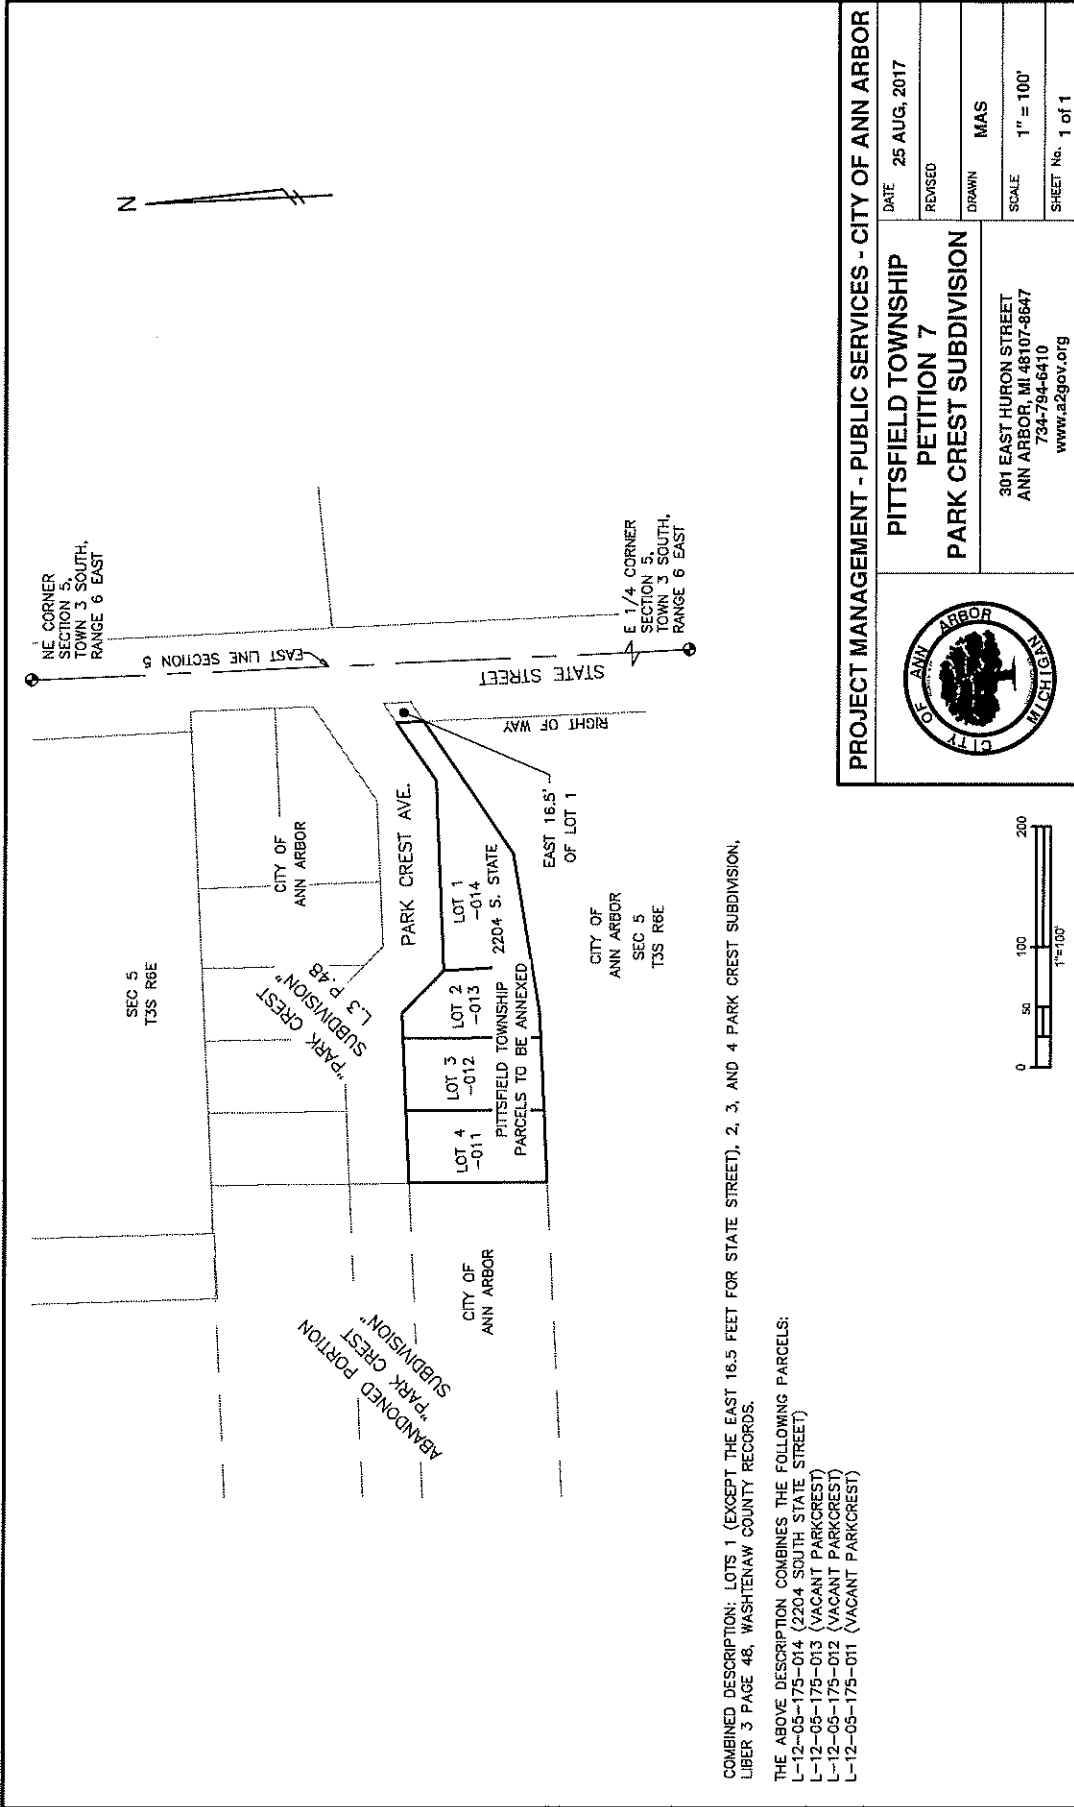 N
NE CORNER
SECTION 5,
TOWN 3 SOUTH,
RANGE 6 EAST
EAST LINE SECTION 5
STATE STREET
E 1/4 CORNER
SECTION 5,
TOWN 3 SOUTH,
RANGE 6 EAST
RIGHT OF WAY
SEC 5
T3S R6E
CITY OF
ANN ARBOR
"PARK CREST
SUBDIVISION"
L.3 P.48
PARK CREST AVE.
LOT 1
-014
2204 S. STATE
LOT 2
-013
LOT 3
-012
LOT 4
-011
PITTSFIELD TOWNSHIP
PARCELS TO BE ANNEXED
EAST 16.5'
OF LOT 1
CITY OF
ANN ARBOR
SEC 5
T3S R6E
CITY OF
ANN ARBOR
ABANDONED PORTION
"PARK CREST
SUBDIVISION"
COMBINED DESCRIPTION: LOTS 1 (EXCEPT THE EAST 16.5 FEET FOR STATE STREET), 2, 3, AND 4 PARK CREST SUBDIVISION,
LIBER 3 PAGE 48, WASHTENAW COUNTY RECORDS.
THE ABOVE DESCRIPTION COMBINES THE FOLLOWING PARCELS:
L-12-05-175-014 (2204 SOUTH STATE STREET)
L-12-05-175-013 (VACANT PARKCREST)
L-12-05-175-012 (VACANT PARKCREST)
L-12-05-175-011 (VACANT PARKCREST)
0 50 100 200
1"=100'
PROJECT MANAGEMENT - PUBLIC SERVICES - CITY OF ANN ARBOR
CITY OF ANN ARBOR
MICHIGAN
PITTSFIELD TOWNSHIP
PETITION 7
PARK CREST SUBDIVISION
301 EAST HURON STREET
ANN ARBOR, MI 48107-8647
734-794-6410
www.a2gov.org
DATE 25 AUG, 2017
REVISED
DRAWN MAS
SCALE 1" = 100'
SHEET No. 1 of 1